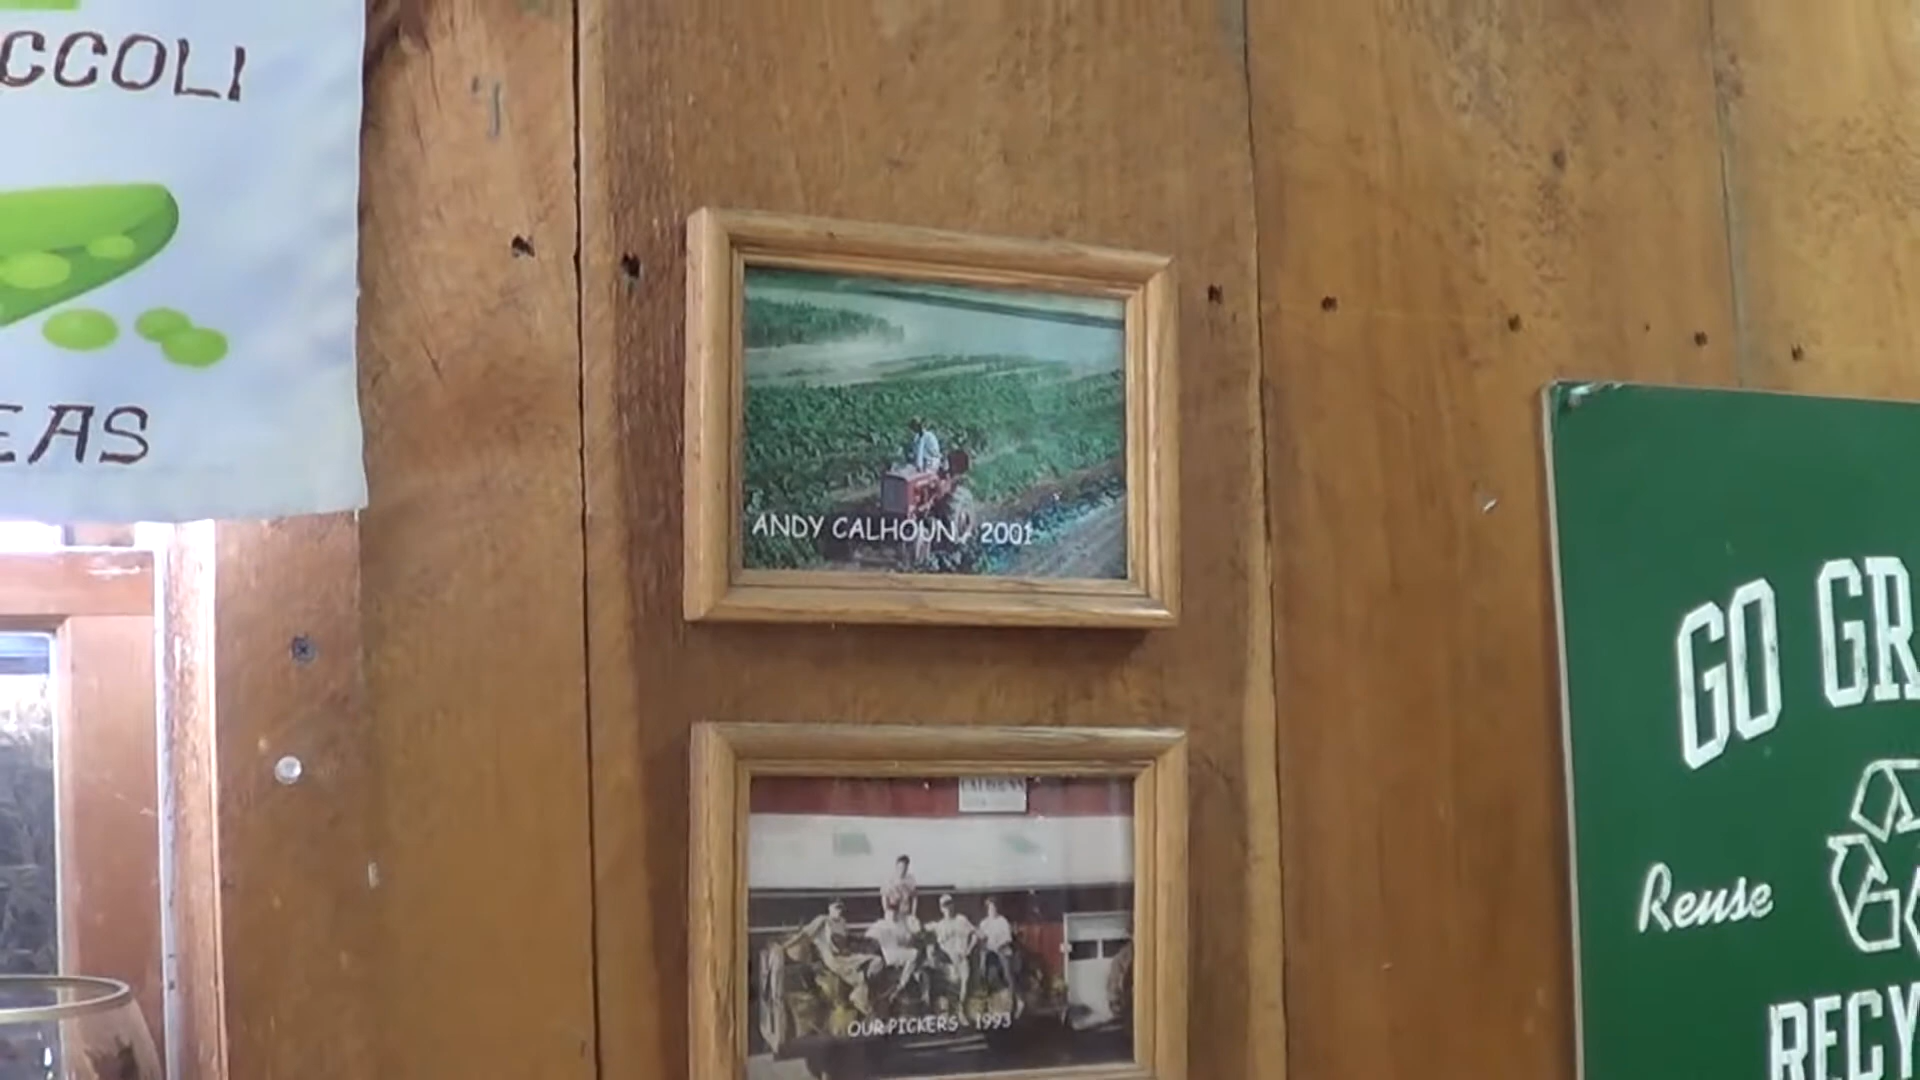 CCOLI
EAS
ANDY CALHOUN - 2001
OUR PICKERS - 1993
GO GR
Reuse
RECY